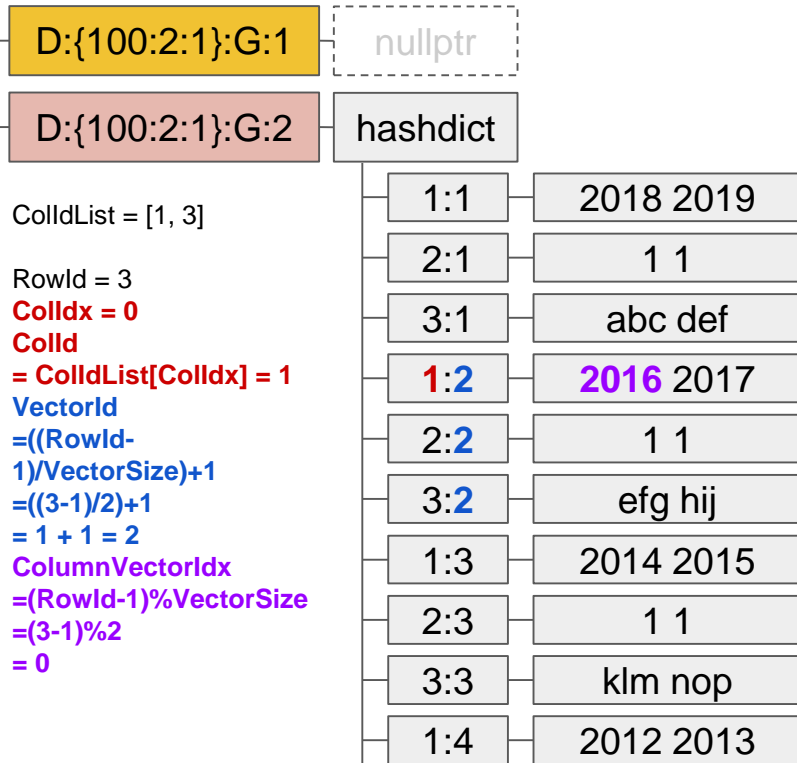 D:{100:2:1}:G:1
nullptr
D:{100:2:1}:G:2
hashdict
ColIdList = [1, 3]
RowId = 3
ColIdx = 0
ColId
= ColIdList[ColIdx] = 1
VectorId
=((RowId-
1)/VectorSize)+1
=((3-1)/2)+1
= 1 + 1 = 2
ColumnVectorIdx
=(RowId-1)%VectorSize
=(3-1)%2
= 0
1:1
2018 2019
2:1
1 1
3:1
abc def
1:2
2016 2017
2:2
1 1
3:2
efg hij
1:3
2014 2015
2:3
1 1
3:3
klm nop
1:4
2012 2013